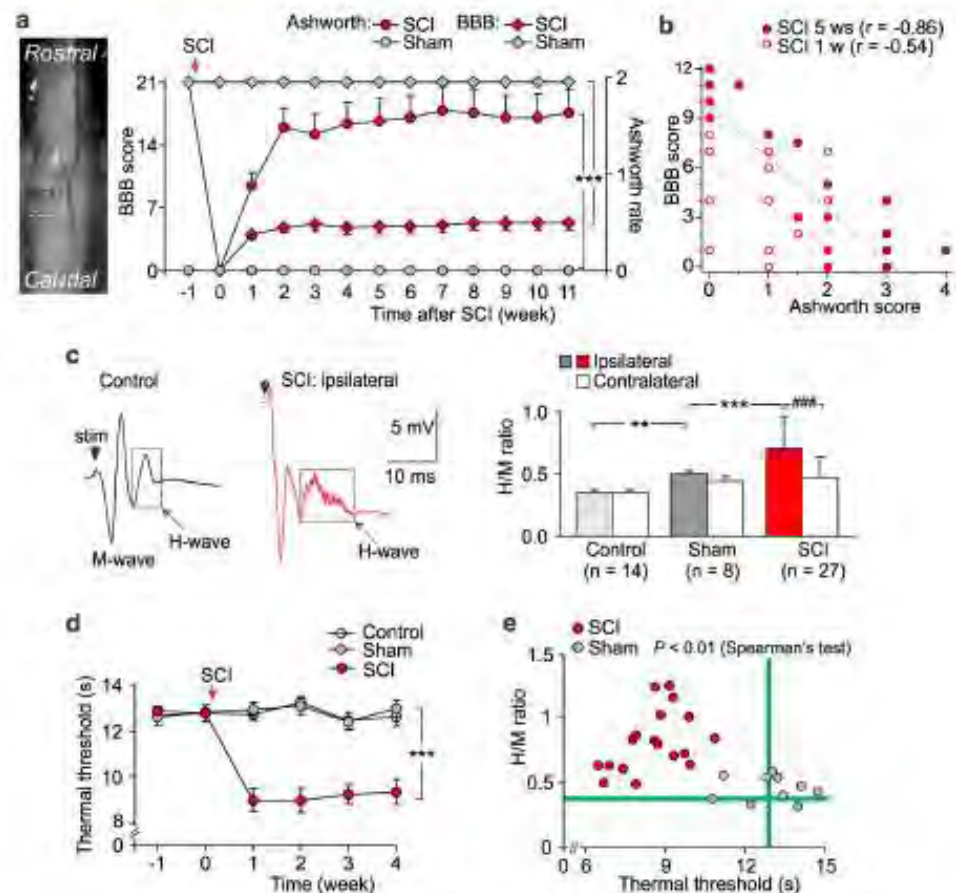 a
Rostral
Caudal
Ashworth: SCI BBB: SCI
Sham Sham
SCI
21
14
7
0
BBB score
2
1
0
Ashworth rate
***
-1 0 1 2 3 4 5 6 7 8 9 10 11
Time after SCI (week)
b
SCI 5 ws (r = -0.86)
SCI 1 w (r = -0.54)
12
9
6
3
0
BBB score
0 1 2 3 4
Ashworth score
c
Control
stim
M-wave
H-wave
SCI: Ipsilateral
5 mV
10 ms
H-wave
Ipsilateral
Contralateral
*** ###
**
1.0
0.5
0.0
H/M ratio
Control Sham SCI
(n = 14) (n = 8) (n = 27)
d
Control
Sham
SCI
SCI
14
13
12
10
9
8
0
Thermal threshold (s)
***
-1 0 1 2 3 4
Time (week)
e
SCI
Sham P < 0.01 (Spearman's test)
1.5
1.0
0.5
0
H/M ratio
0 6 9 12 15
Thermal threshold (s)